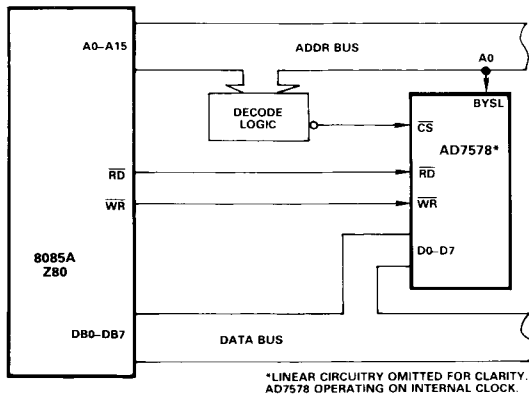 A0–A15
ADDR BUS
A0
BYSL
DECODE
LOGIC
CS
AD7578*
RD
RD
WR
WR
8085A
Z80
D0–D7
DB0–DB7
DATA BUS
*LINEAR CIRCUITRY OMITTED FOR CLARITY.
AD7578 OPERATING ON INTERNAL CLOCK.